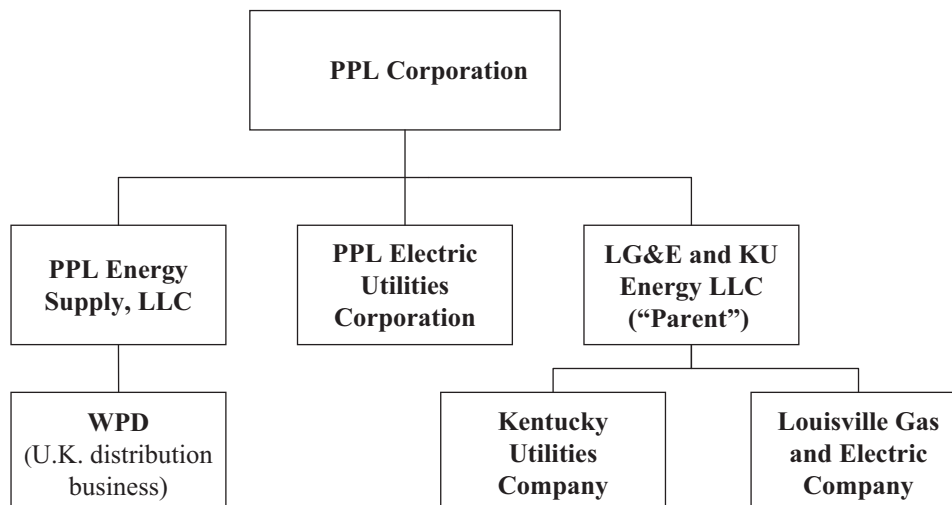 PPL Corporation
PPL Energy
Supply, LLC
PPL Electric
Utilities
Corporation
LG&E and KU
Energy LLC
(“Parent”)
WPD
(U.K. distribution
business)
Kentucky
Utilities
Company
Louisville Gas
and Electric
Company